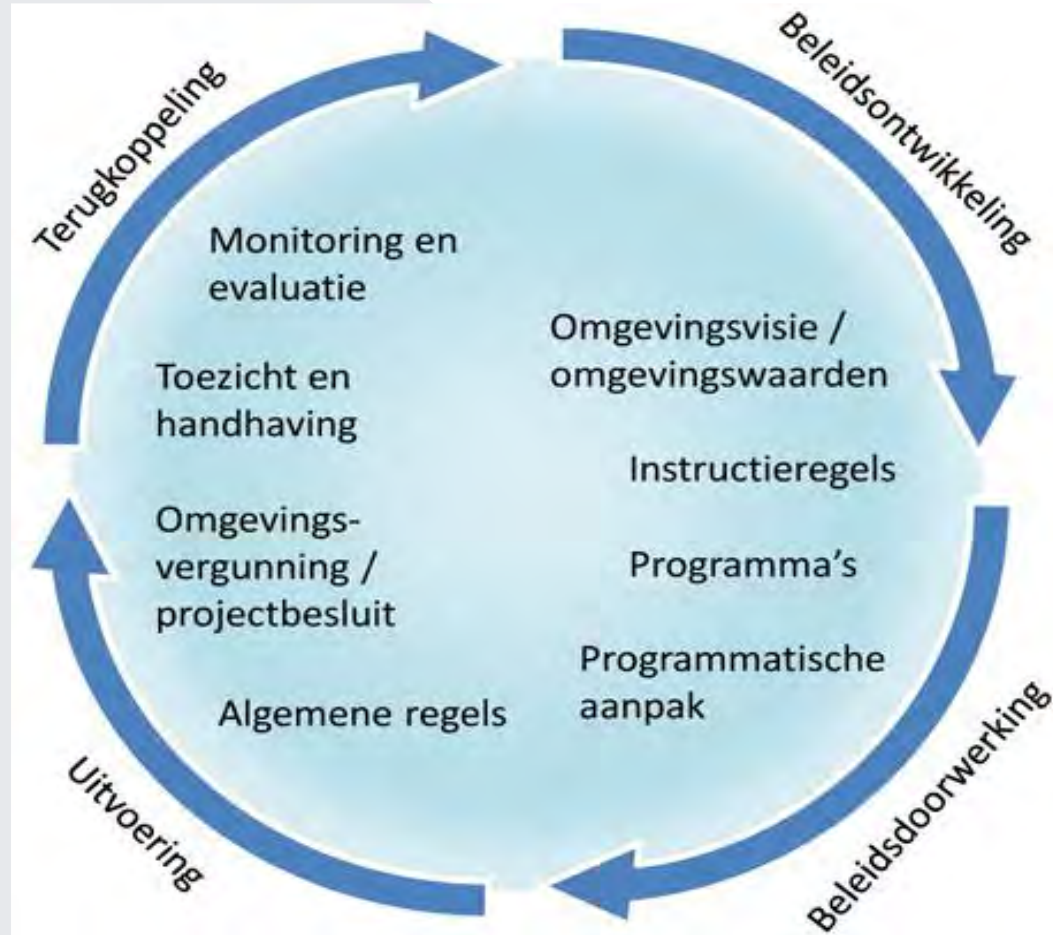 Beleidsontwikkeling
Omgevingsvisie /
omgevingswaarden
Instructieregels
Programma's
Programmatische
aanpak
Beleidsdoorwerking
Algemene regels
Uitvoering
Omgevings-
vergunning /
projectbesluit
Toezicht en
handhaving
Monitoring en
evaluatie
Terugkoppeling